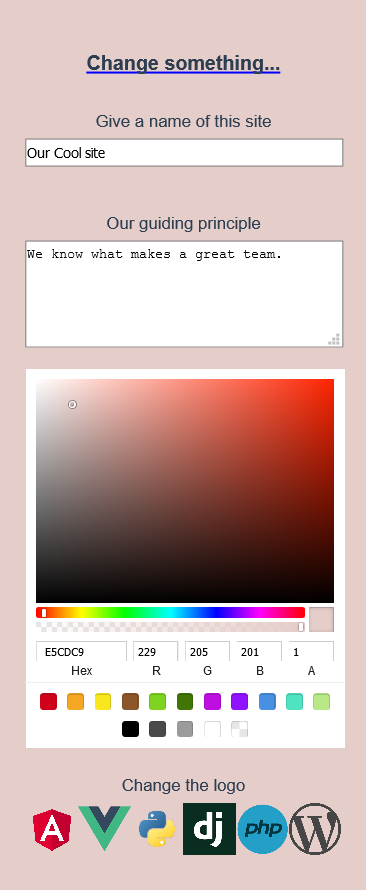 Change something...
Give a name of this site
Our Cool site
Our guiding principle
We know what makes a great team.
E5CDC9 229 205 201 1
Hex R G B A
Change the logo
A dj php W